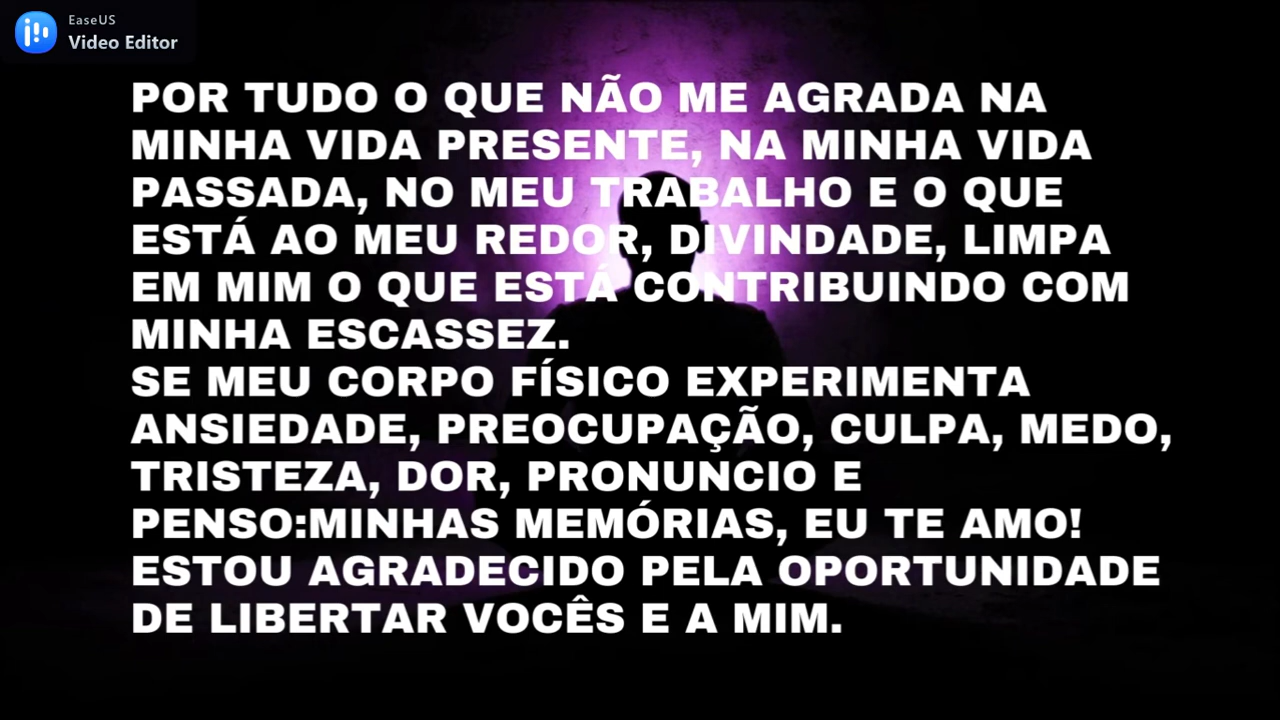 EaseUS
Video Editor
POR TUDO O QUE NÃO ME AGRADA NA
MINHA VIDA PRESENTE, NA MINHA VIDA
PASSADA, NO MEU TRABALHO E O QUE
ESTÁ AO MEU REDOR, DIVINDADE, LIMPA
EM MIM O QUE ESTÁ CONTRIBUINDO COM
MINHA ESCASSEZ.
SE MEU CORPO FÍSICO EXPERIMENTA
ANSIEDADE, PREOCUPAÇÃO, CULPA, MEDO,
TRISTEZA, DOR, PRONUNCIO E
PENSO:MINHAS MEMÓRIAS, EU TE AMO!
ESTOU AGRADECIDO PELA OPORTUNIDADE
DE LIBERTAR VOCÊS E A MIM.